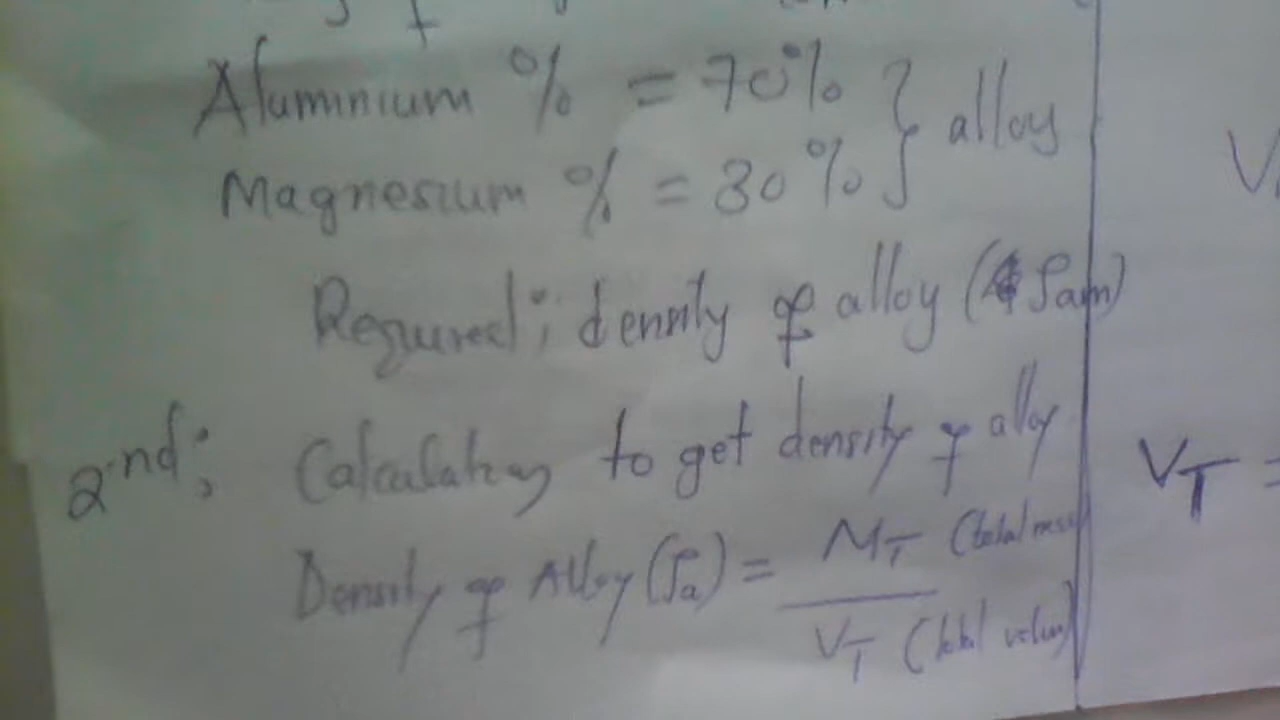 Aluminium % = 70% } alloy
Magnesium % = 30% }
Required; density of alloy (ρam)
2nd; Calculating to get density of alloy
Density of Alloy (ρa) = MT (total mass)
VT (total volum)
VT =